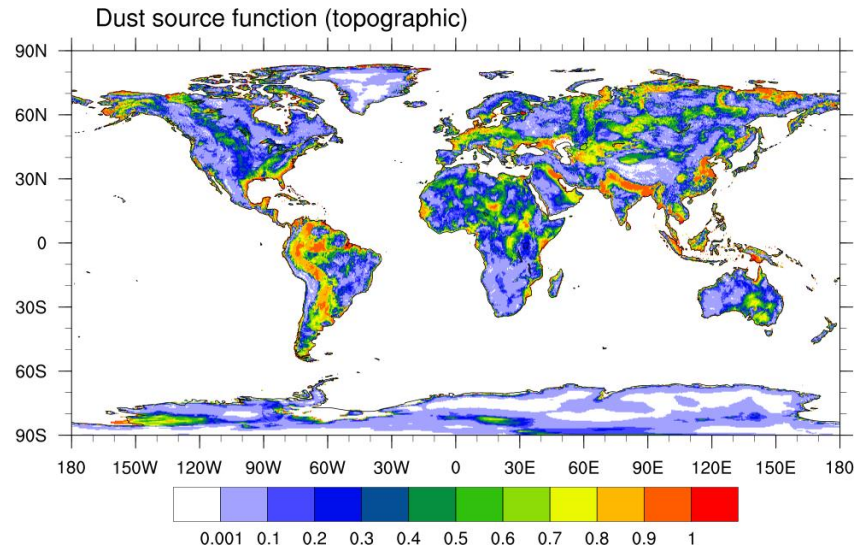 Dust source function (topographic)
90N
60N
30N
0
30S
60S
90S
180 150W 120W 90W 60W 30W 0 30E 60E 90E 120E 150E 180
0.001 0.1 0.2 0.3 0.4 0.5 0.6 0.7 0.8 0.9 1